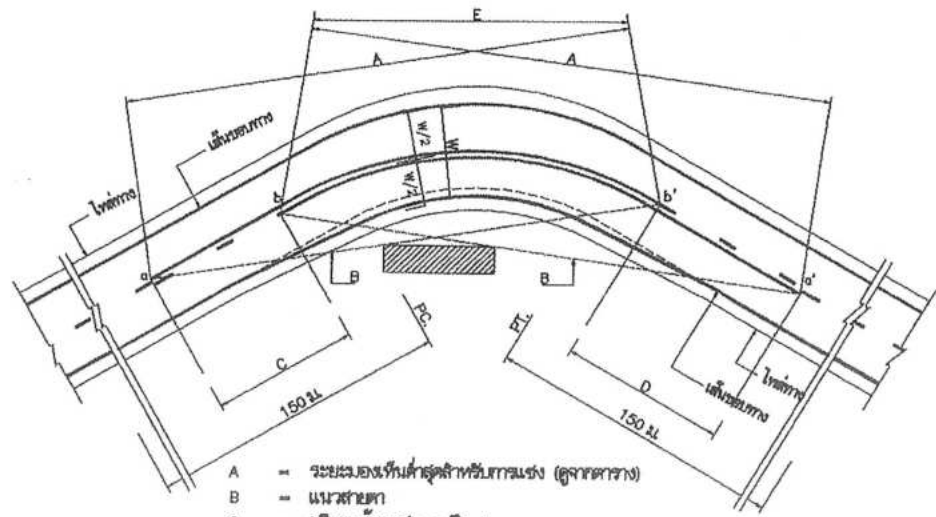 E
A
A
เส้นขอบทาง
ไหล่ทาง
W/2
W
W/2
b
b'
a
a'
B
B
P.C.
P.T.
C
D
150 ม.
150 ม.
เส้นขอบทาง
ไหล่ทาง
A = ระยะมองเห็นต่ำสุดสำหรับการแซง (ดูจากตาราง)
B = แนวสายตา